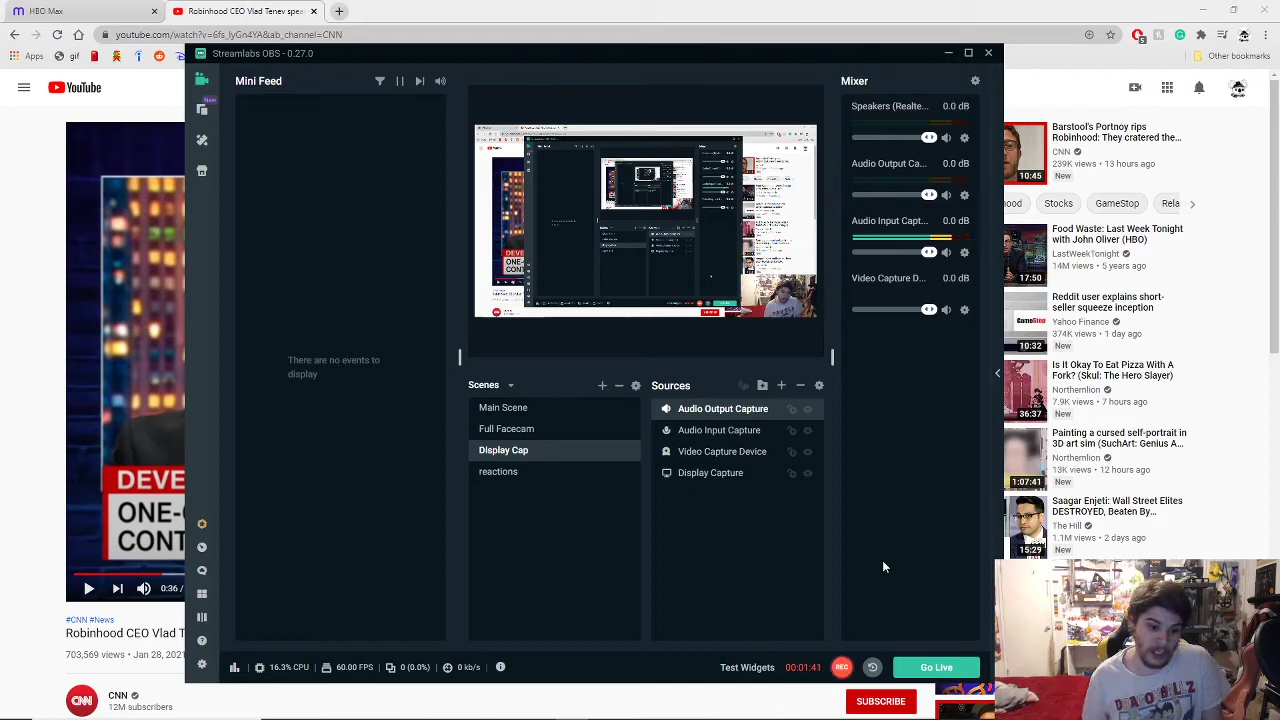 HBO Max
Robinhood CEO Vlad Tenev spea
youtube.com/watch?v=6fs_lyGn4YA&ab_channel=CNN
Apps
gif
Other bookmarks
Streamlabs OBS - 0.27.0
YouTube
New
Mini Feed
There are no events to
display
Scenes
Main Scene
Full Facecam
Display Cap
reactions
Sources
Audio Output Capture
Audio Input Capture
Video Capture Device
Display Capture
Mixer
Speakers (Realte...
0.0 dB
Audio Output Ca...
0.0 dB
Audio Input Capt...
0.0 dB
Video Capture D...
0.0 dB
16.3% CPU
60.00 FPS
0 (0.0%)
0 kb/s
Test Widgets
00:01:41
REC
Go Live
DEVE
ONE-
CONT
0:36 /
#CNN #News
Robinhood CEO Vlad T
703,569 views • Jan 28, 202
CNN
CNN
12M subscribers
SUBSCRIBE
Barstool's Portnoy rips
Robinhood: They cratered the...
CNN
239K views • 13 hours ago
New
10:45
Stocks
GameStop
Rela
Food Waste: Last Week Tonight
with John Oliver (HBO)
LastWeekTonight
14M views • 5 years ago
17:50
Reddit user explains short-
seller squeeze inception
Yahoo Finance
374K views • 1 day ago
New
GameStop
10:32
Is It Okay To Eat Pizza With A
Fork? (Skul: The Hero Slayer)
Northernlion
7.9K views • 7 hours ago
New
36:37
Painting a cursed self-portrait in
3D art sim (SuchArt: Genius A...
Northernlion
13K views • 12 hours ago
New
1:07:41
Saagar Enjeti: Wall Street Elites
DESTROYED, Beaten By...
The Hill
1.1M views • 2 days ago
New
15:29